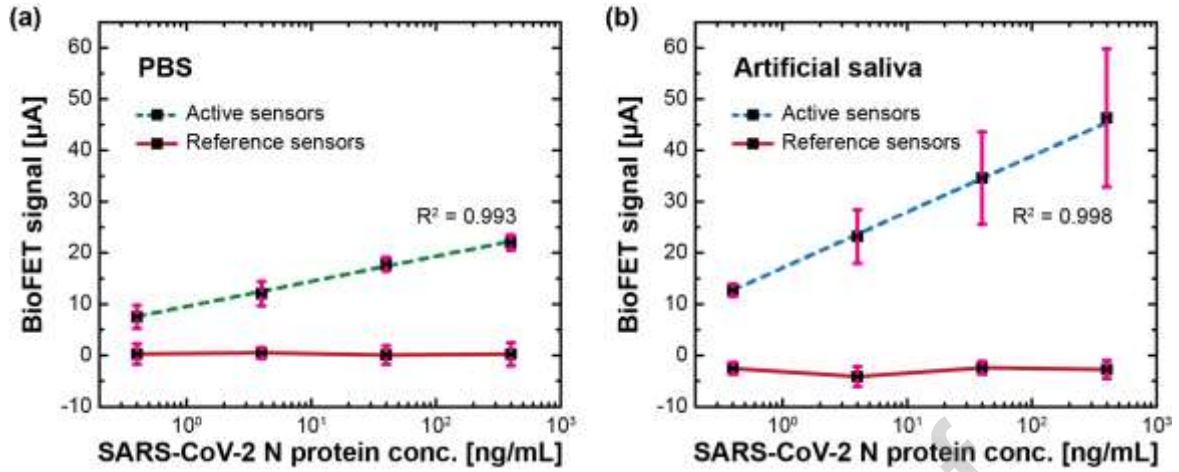 (a)
60
50
40
30
20
10
0
-10
BioFET signal [µA]
PBS
Active sensors
Reference sensors
R² = 0.993
10⁰ 10¹ 10² 10³
SARS-CoV-2 N protein conc. [ng/mL]
(b)
60
50
40
30
20
10
0
-10
BioFET signal [µA]
Artificial saliva
Active sensors
Reference sensors
R² = 0.998
10⁰ 10¹ 10² 10³
SARS-CoV-2 N protein conc. [ng/mL]